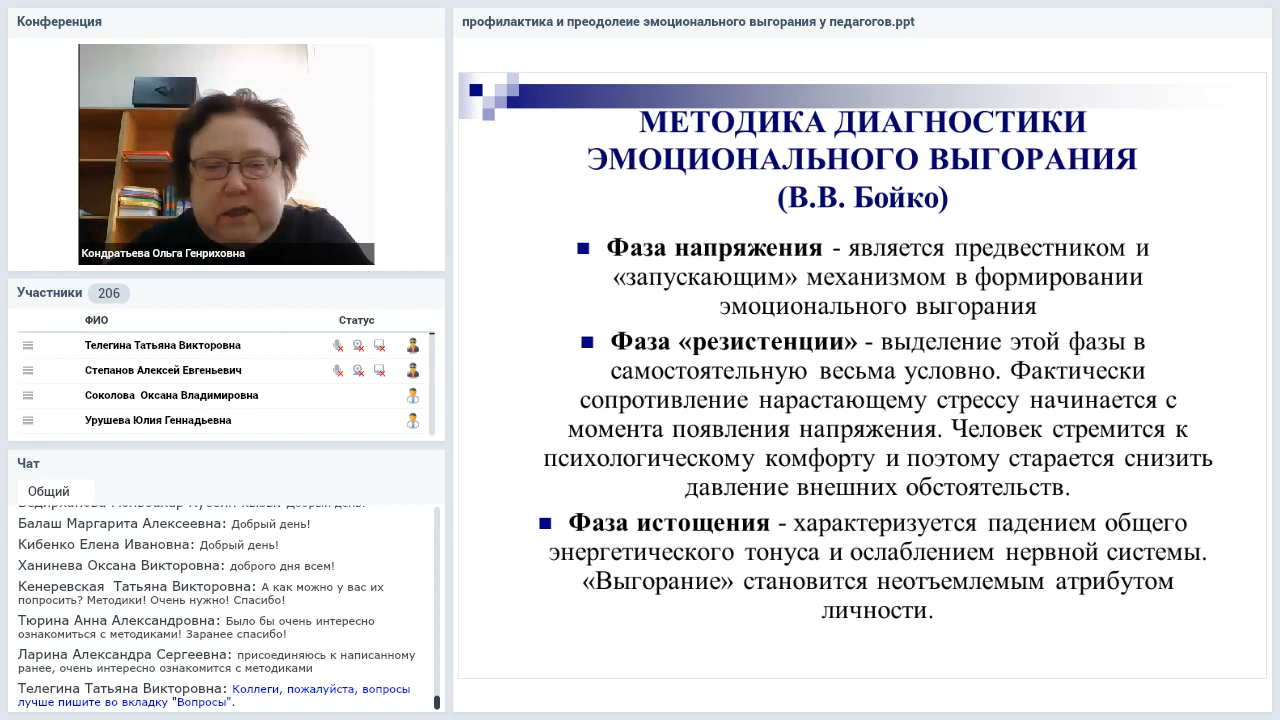 Конференция
Кондратьева Ольга Генриховна
Участники 206
ФИО Статус
Телегина Татьяна Викторовна
Степанов Алексей Евгеньевич
Соколова Оксана Владимировна
Урушева Юлия Геннадьевна
Чат
Общий
Балаш Маргарита Алексеевна: Добрый день!
Кибенко Елена Ивановна: Добрый день!
Ханинева Оксана Викторовна: доброго дня всем!
Кенеревская Татьяна Викторовна: А как можно у вас их
попросить? Методики! Очень нужно! Спасибо!
Тюрина Анна Александровна: Было бы очень интересно
ознакомиться с методиками! Заранее спасибо!
Ларина Александра Сергеевна: присоединяюсь к написанному
ранее, очень интересно ознакомится с методиками
Телегина Татьяна Викторовна: Коллеги, пожалуйста, вопросы
лучше пишите во вкладку "Вопросы".
профилактика и преодолеие эмоционального выгорания у педагогов.ppt
МЕТОДИКА ДИАГНОСТИКИ
ЭМОЦИОНАЛЬНОГО ВЫГОРАНИЯ
(В.В. Бойко)
Фаза напряжения - является предвестником и
«запускающим» механизмом в формировании
эмоционального выгорания
Фаза «резистенции» - выделение этой фазы в
самостоятельную весьма условно. Фактически
сопротивление нарастающему стрессу начинается с
момента появления напряжения. Человек стремится к
психологическому комфорту и поэтому старается снизить
давление внешних обстоятельств.
Фаза истощения - характеризуется падением общего
энергетического тонуса и ослаблением нервной системы.
«Выгорание» становится неотъемлемым атрибутом
личности.